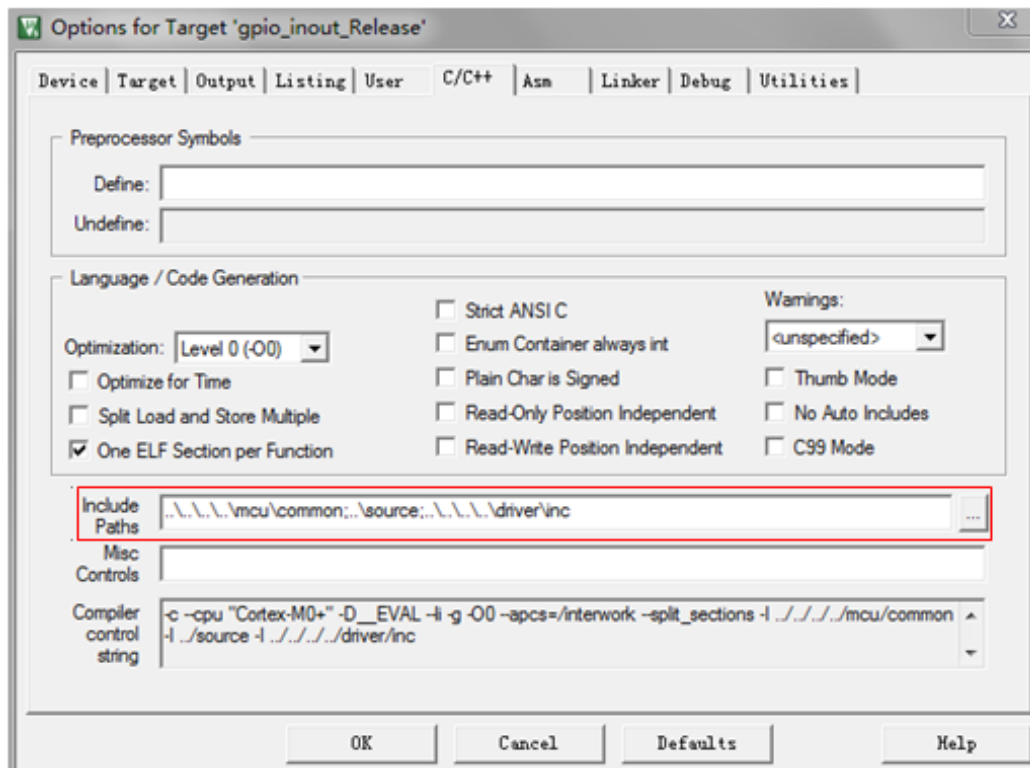 Options for Target 'gpio_inout_Release'
Device Target Output Listing User C/C++ Asm Linker Debug Utilities
Preprocessor Symbols
Define:
Undefine:
Language / Code Generation
Optimization: Level 0 (-O0)
Optimize for Time
Split Load and Store Multiple
One ELF Section per Function
Strict ANSI C
Enum Container always int
Plain Char is Signed
Read-Only Position Independent
Read-Write Position Independent
Warnings:
<unspecified>
Thumb Mode
No Auto Includes
C99 Mode
Include
Paths
..\..\..\..\mcu\common;..\source;..\..\..\..\driver\inc
...
Misc
Controls
Compiler
control
string
-c --cpu "Cortex-M0+" -D__EVAL --li -g -O0 --apcs=/interwork --split_sections -I ../../../../mcu/common
-I ../source -I ../../../../driver/inc
OK Cancel Defaults Help